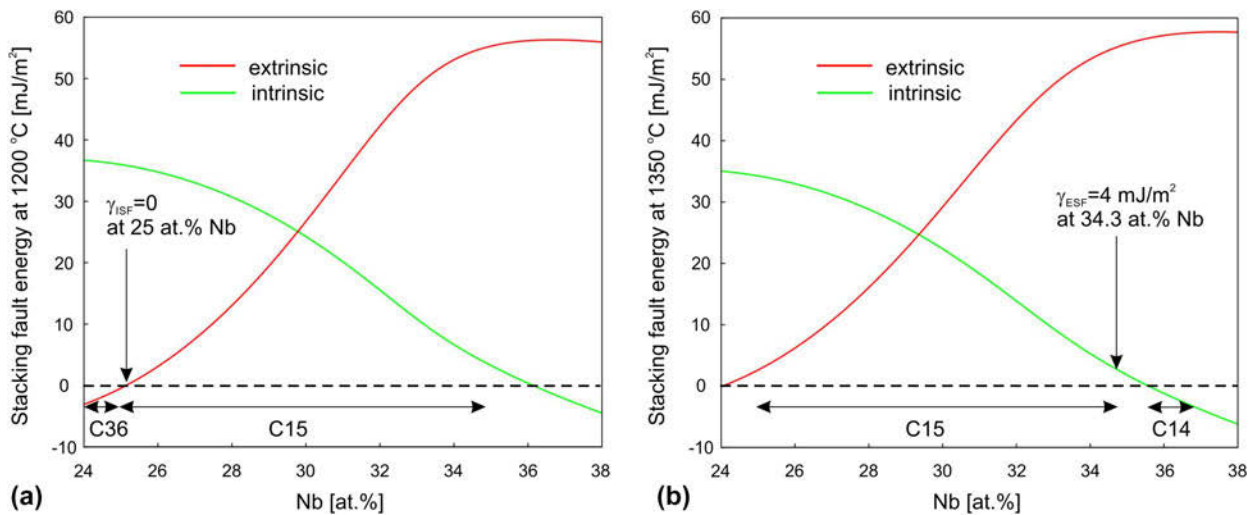 Stacking fault energy at 1200 °C [mJ/m²]
60
50
40
30
20
10
0
-10
extrinsic
intrinsic
γISF=0
at 25 at.% Nb
C36
C15
24
26
28
30
32
34
36
38
(a)
Nb [at.%]
Stacking fault energy at 1350 °C [mJ/m²]
60
50
40
30
20
10
0
-10
extrinsic
intrinsic
γESF=4 mJ/m²
at 34.3 at.% Nb
C15
C14
24
26
28
30
32
34
36
38
(b)
Nb [at.%]